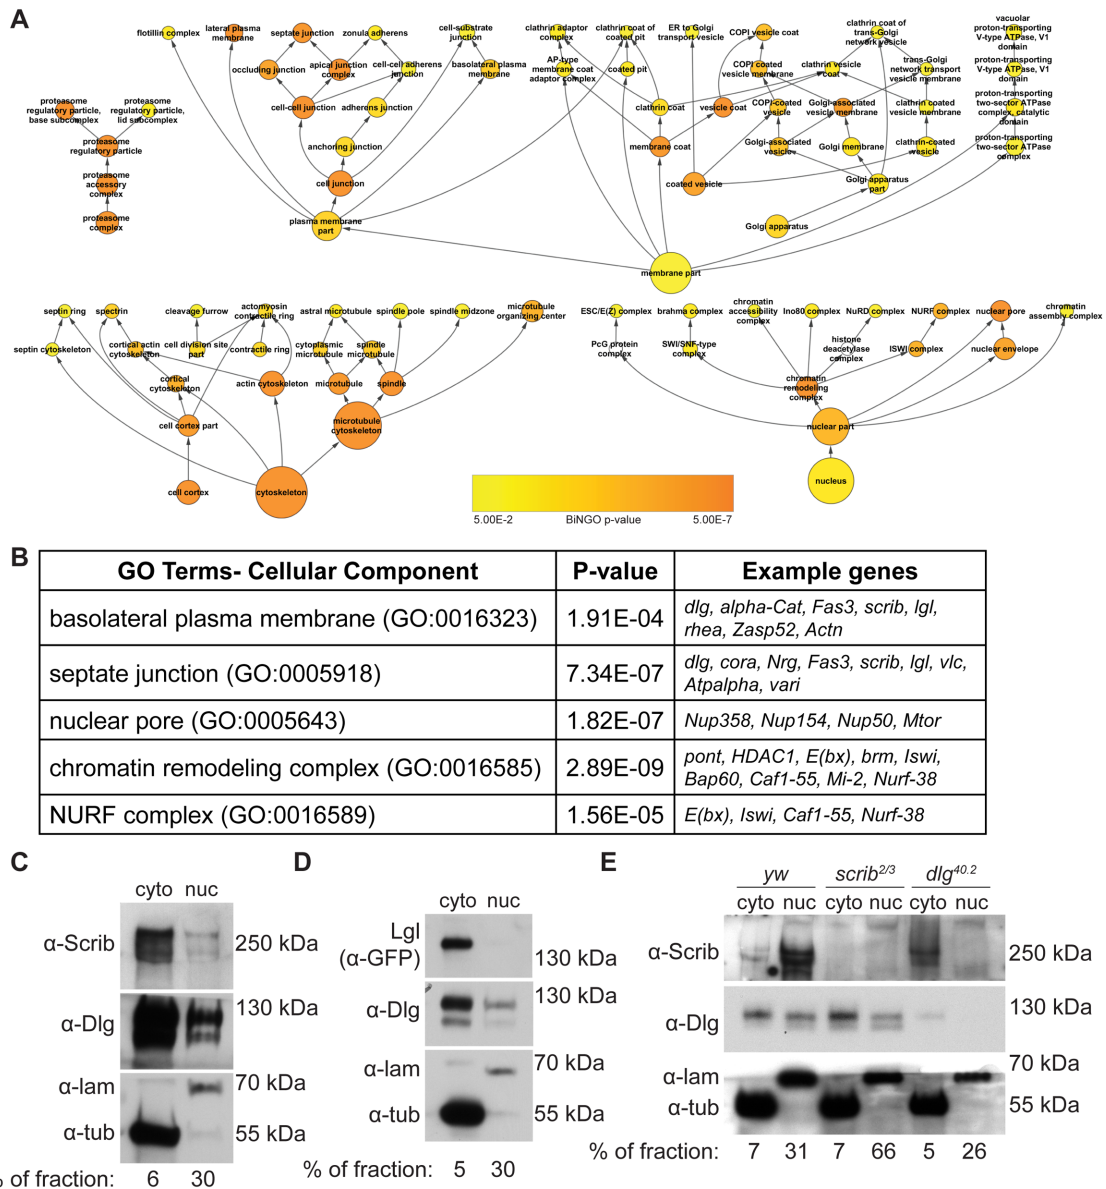 A
flotillin complex
lateral plasma
membrane
septate junction
zonula adherens
cell-substrate
junction
clathrin adaptor
complex
clathrin coat of
coated pit
ER to Golgi
transport vesicle
COPI vesicle coat
clathrin coat of
trans-Golgi
network vesicle
vacuolar
proton-transporting
V-type ATPase, V1
domain
occluding junction
apical junction
complex
cell-cell adherens
junction
basolateral plasma
membrane
AP-type
membrane coat
adaptor complex
coated pit
COPI coated
vesicle membrane
clathrin vesicle
coat
trans-Golgi
network transport
vesicle membrane
proton-transporting
V-type ATPase, V1
domain
proteasome
regulatory particle,
base subcomplex
proteasome
regulatory particle,
lid subcomplex
cell-cell junction
adherens junction
clathrin coat
vesicle coat
COPI-coated
vesicle
Golgi-associated
vesicle membrane
clathrin coated
vesicle membrane
proton-transporting
two-sector ATPase
complex, catalytic
domain
proteasome
regulatory particle
anchoring junction
membrane coat
Golgi-associated
vesicle
Golgi membrane
clathrin-coated
vesicle
proton-transporting
two-sector ATPase
complex
proteasome
accessory
complex
cell junction
coated vesicle
Golgi apparatus
part
proteasome
complex
plasma membrane
part
Golgi apparatus
membrane part
septin ring
spectrin
cleavage furrow
actomyosin
contractile ring
astral microtubule
spindle pole
spindle midzone
microtubule
organizing center
ESC/E(Z) complex
brahma complex
chromatin
accessibility
complex
Ino80 complex
NuRD complex
NURF complex
nuclear pore
chromatin
assembly complex
septin cytoskeleton
cortical actin
cytoskeleton
cell division site
part
contractile ring
cytoplasmic
microtubule
spindle
microtubule
PcG protein
complex
SWI/SNF-type
complex
histone
deacetylase
complex
ISWI complex
nuclear envelope
cortical
cytoskeleton
actin cytoskeleton
microtubule
spindle
chromatin
remodeling
complex
cell cortex part
microtubule
cytoskeleton
nuclear part
cell cortex
cytoskeleton
nucleus
5.00E-2 BiNGO p-value 5.00E-7
B
GO Terms- Cellular Component P-value Example genes
basolateral plasma membrane (GO:0016323) 1.91E-04 dlg, alpha-Cat, Fas3, scrib, lgl,
rhea, Zasp52, Actn
septate junction (GO:0005918) 7.34E-07 dlg, cora, Nrg, Fas3, scrib, lgl, vlc,
Atpalpha, vari
nuclear pore (GO:0005643) 1.82E-07 Nup358, Nup154, Nup50, Mtor
chromatin remodeling complex (GO:0016585) 2.89E-09 pont, HDAC1, E(bx), brm, Iswi,
Bap60, Caf1-55, Mi-2, Nurf-38
NURF complex (GO:0016589) 1.56E-05 E(bx), Iswi, Caf1-55, Nurf-38
C
cyto nuc
α-Scrib 250 kDa
α-Dlg 130 kDa
α-lam 70 kDa
α-tub 55 kDa
% of fraction: 6 30
D
cyto nuc
Lgl
(α-GFP) 130 kDa
α-Dlg 130 kDa
α-lam 70 kDa
α-tub 55 kDa
% of fraction: 5 30
E
yw scrib2/3 dlg40.2
cyto nuc cyto nuc cyto nuc
α-Scrib 250 kDa
α-Dlg 130 kDa
α-lam 70 kDa
α-tub 55 kDa
% of fraction: 7 31 7 66 5 26